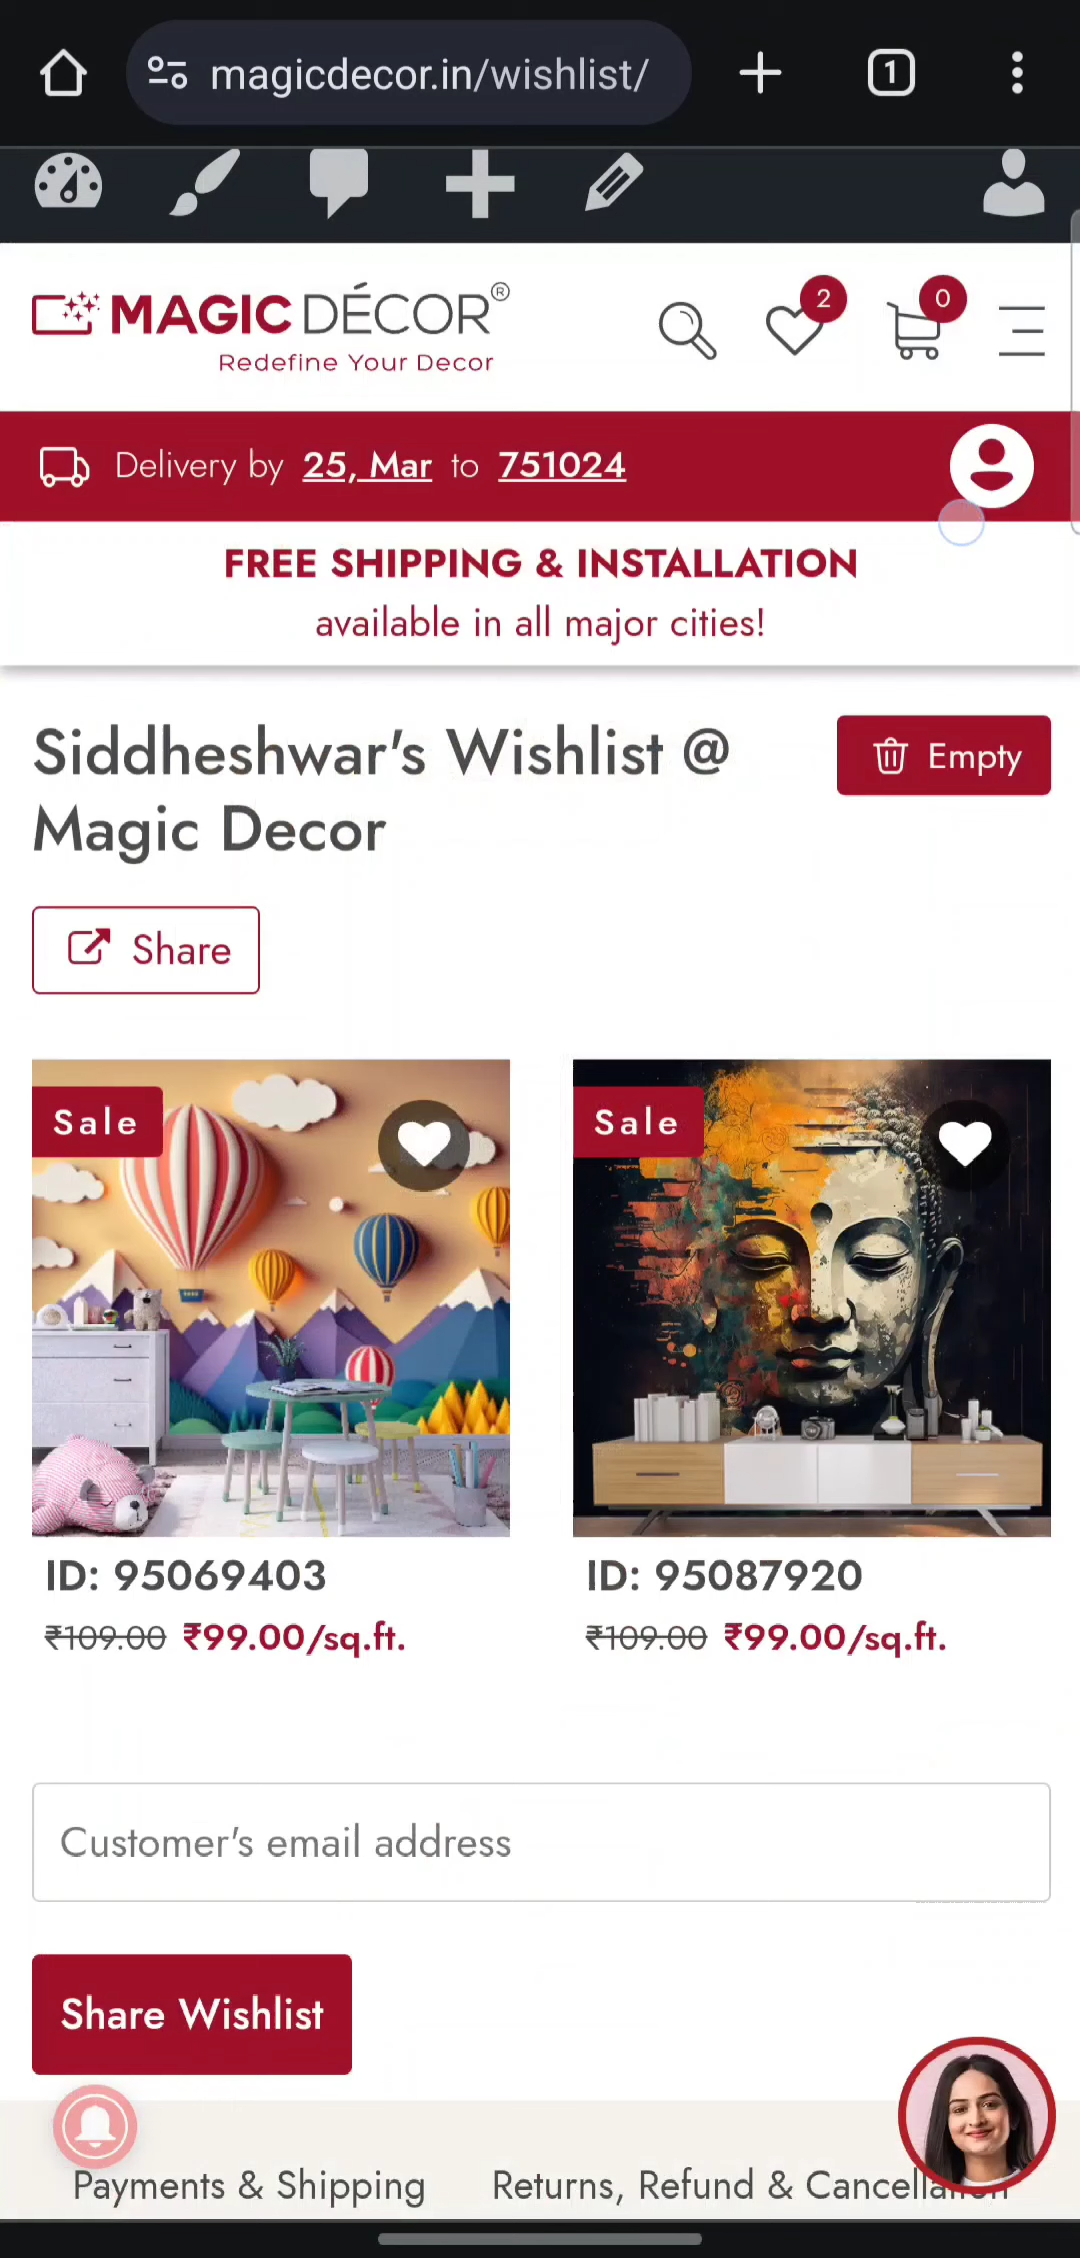 magicdecor.in/wishlist/
1
MAGIC DÉCOR®
Redefine Your Decor
2
0
Delivery by 25, Mar to 751024
FREE SHIPPING & INSTALLATION
available in all major cities!
Siddheshwar's Wishlist @
Magic Decor
Empty
Share
Sale
Sale
ID: 95069403
₹109.00 ₹99.00/sq.ft.
ID: 95087920
₹109.00 ₹99.00/sq.ft.
Customer's email address
Share Wishlist
Payments & Shipping
Returns, Refund & Cancellation